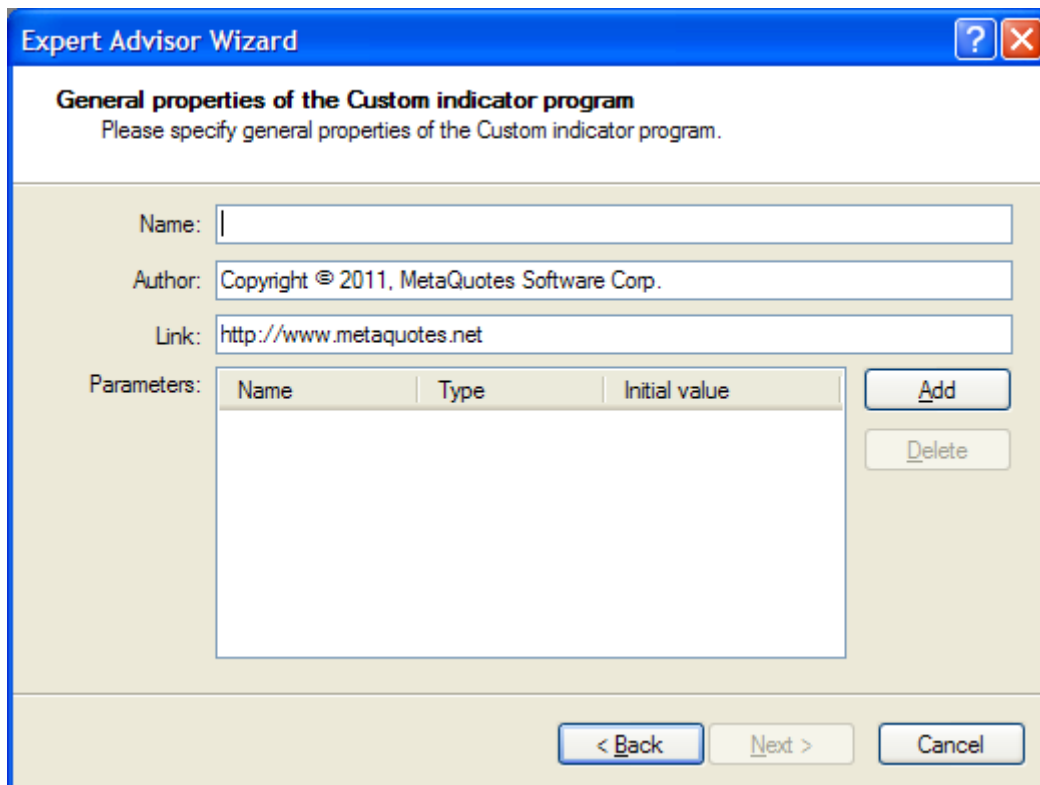 Expert Advisor Wizard
General properties of the Custom indicator program
Please specify general properties of the Custom indicator program.
Name:
Author: Copyright © 2011, MetaQuotes Software Corp.
Link: http://www.metaquotes.net
Parameters: Name Type Initial value Add
Delete
< Back Next > Cancel